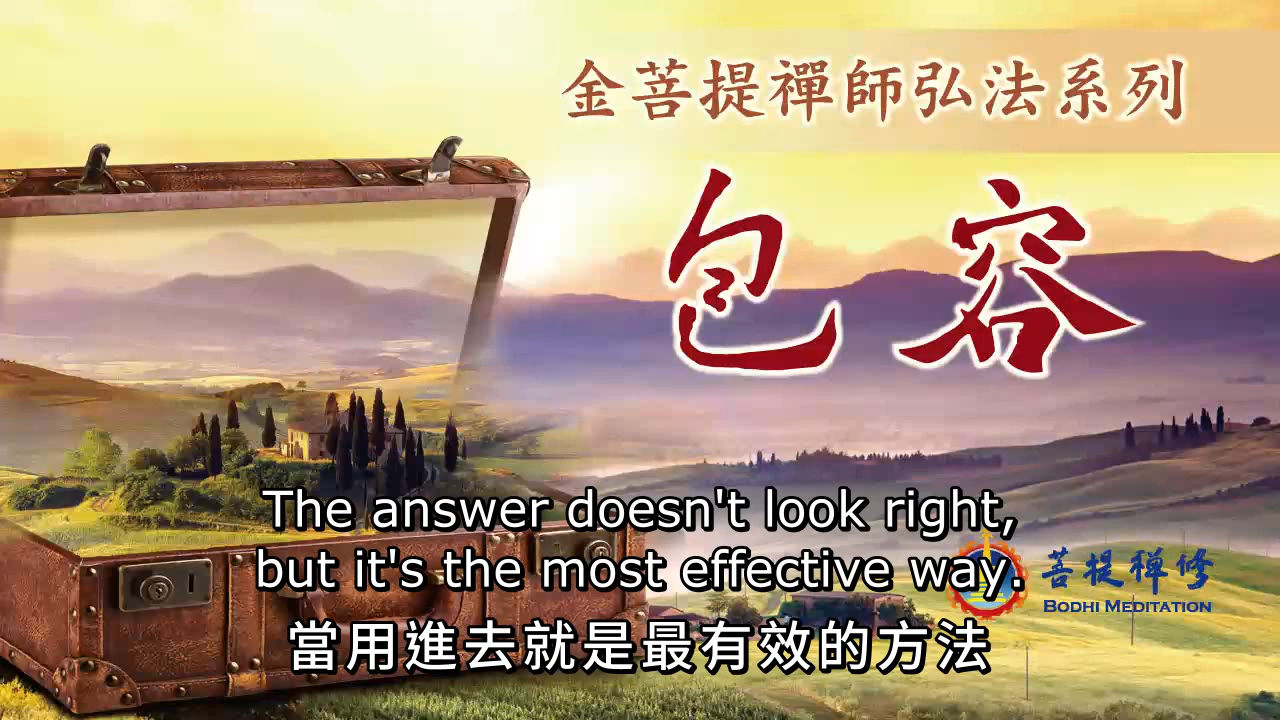 金菩提禪師弘法系列
包容
The answer doesn't look right,
but it's the most effective way.
菩提禪修
BODHI MEDITATION
當用進去就是最有效的方法